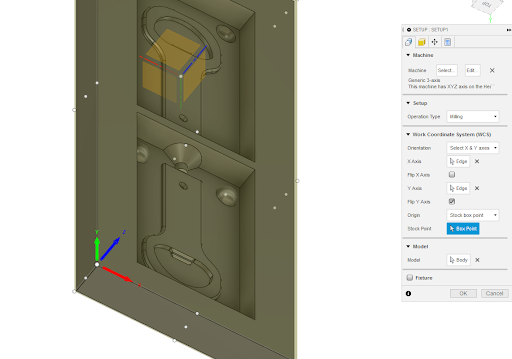 TOP
SETUP : SETUP1
Machine
Machine
Select...
Edit...
Generic 3-axis
This machine has XYZ axis on the
Setup
Operation Type
Milling
Work Coordinate System (WCS)
Orientation
Select X & Y axes
X Axis
Edge
Flip X Axis
Y Axis
Edge
Flip Y Axis
Origin
Stock box point
Stock Point
Box Point
Model
Model
Body
Fixture
OK
Cancel
Y
Z